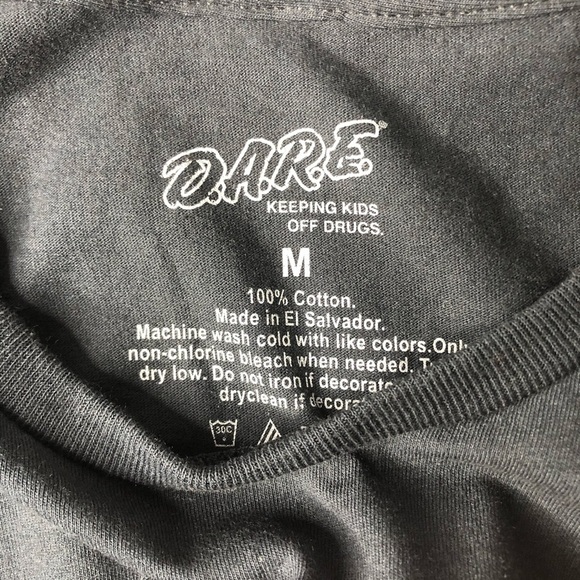 D.A.R.E.®
KEEPING KIDS
OFF DRUGS.
M
100% Cotton.
Made in El Salvador.
Machine wash cold with like colors.Only
non-chlorine bleach when needed.
dry low. Do not iron if
dryclean if
30C